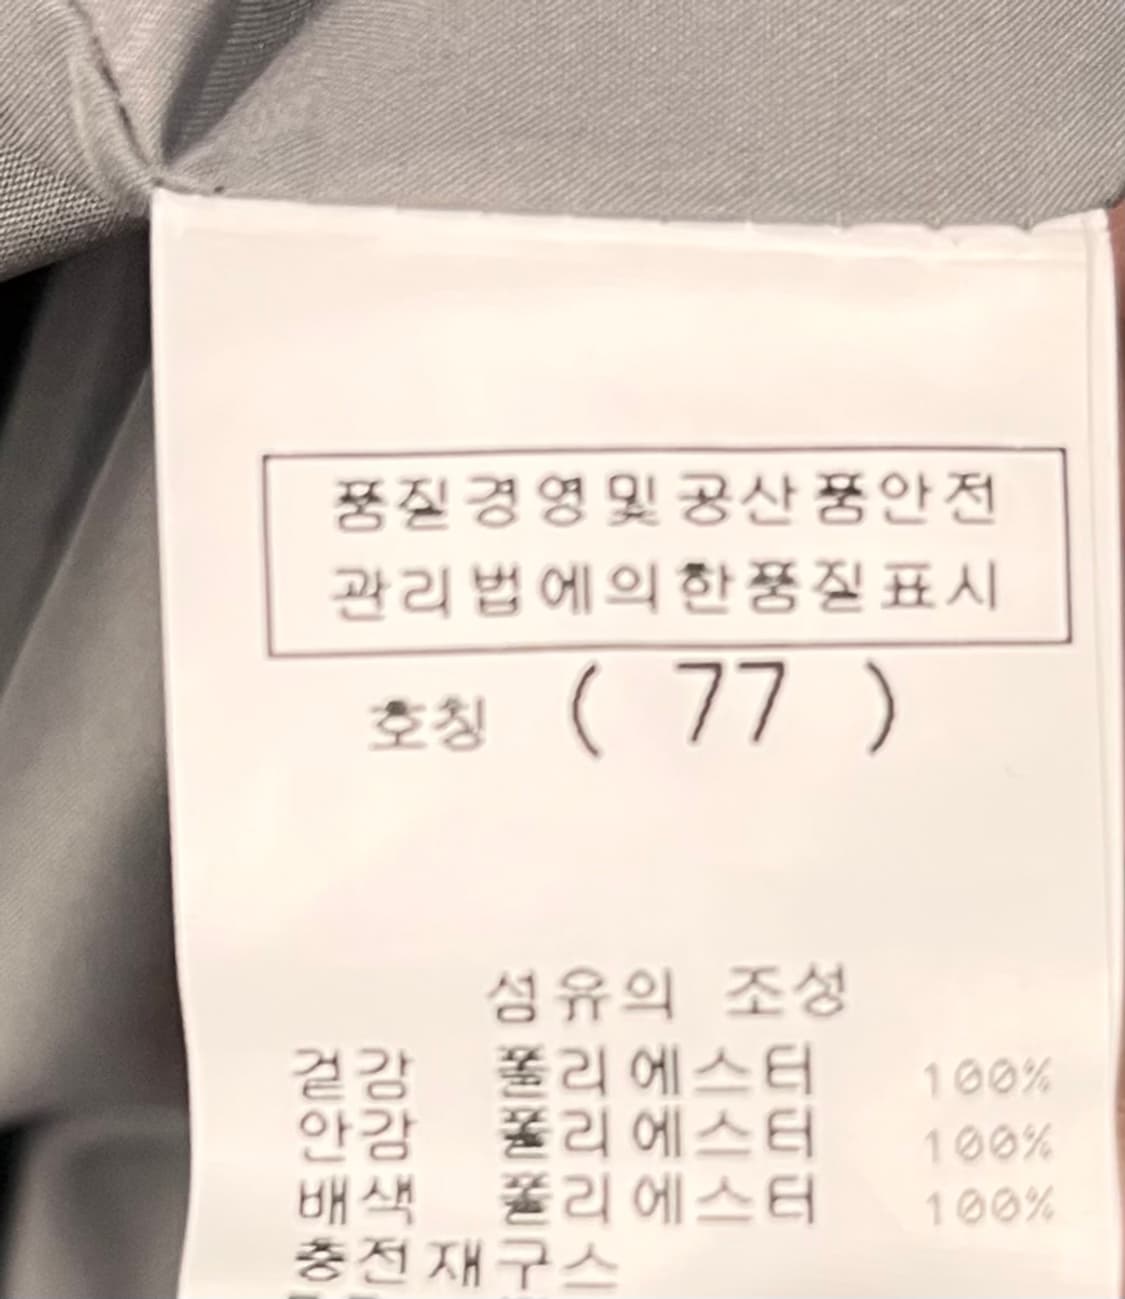 품질경영및공산품안전
관리법에의한품질표시
호칭 ( 77 )
섬유의 조성
겉감 폴리에스터 100%
안감 폴리에스터 100%
배색 폴리에스터 100%
충전재구스